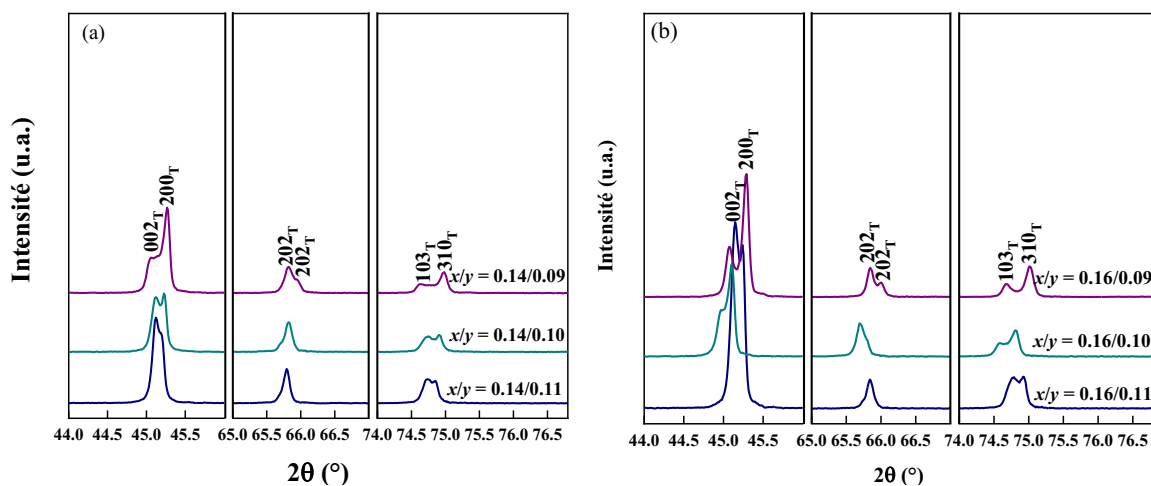 (a)
Intensité (u.a.)
002T
200T
202T
202T
103T
310T
x/y = 0.14/0.09
x/y = 0.14/0.10
x/y = 0.14/0.11
44.0 44.5 45.0 45.5 65.0 65.5 66.0 66.5 74.0 74.5 75.0 75.5 76.0 76.5
2θ (°)
(b)
Intensité (u.a.)
002T
200T
202T
202T
103T
310T
x/y = 0.16/0.09
x/y = 0.16/0.10
x/y = 0.16/0.11
44.0 44.5 45.0 45.5 65.0 65.5 66.0 66.5 67.0 74.0 74.5 75.0 75.5 76.0 76.5
2θ (°)